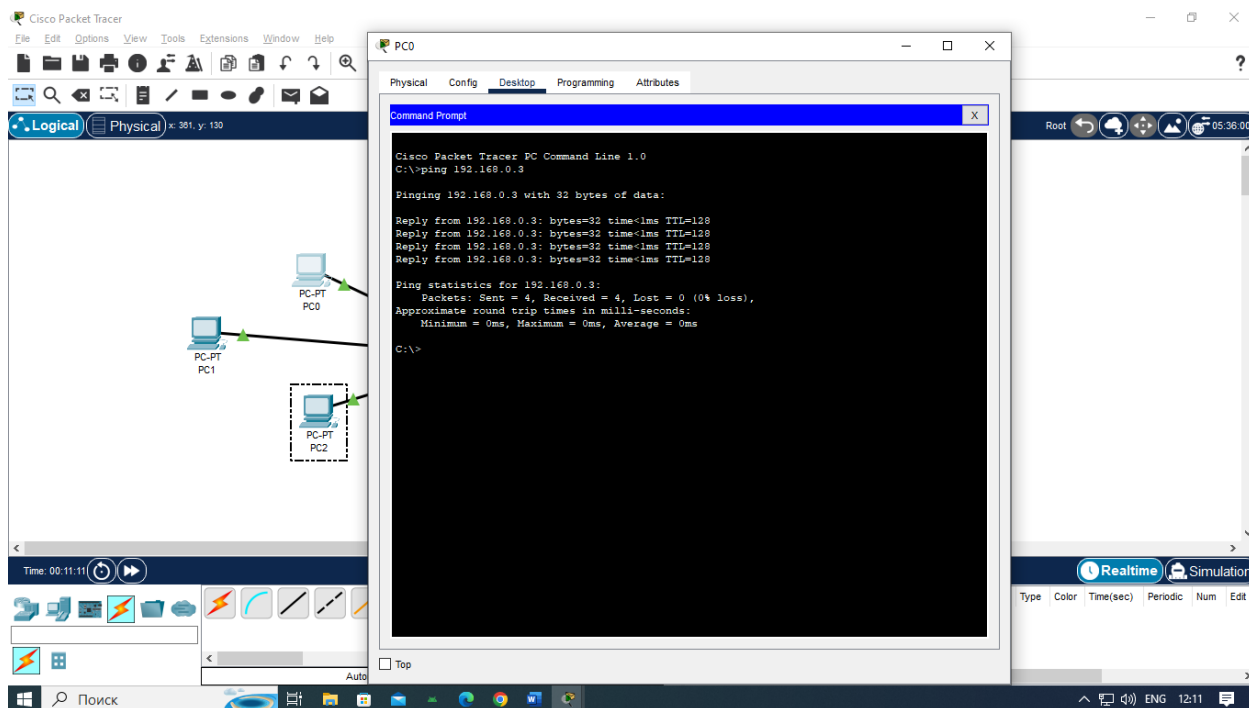 Cisco Packet Tracer
File Edit Options View Tools Extensions Window Help
PC0
Physical Config Desktop Programming Attributes
Command Prompt X
Logical Physical x: 361, y: 130
Root 05:36:00
Cisco Packet Tracer PC Command Line 1.0
C:\>ping 192.168.0.3
Pinging 192.168.0.3 with 32 bytes of data:
Reply from 192.168.0.3: bytes=32 time<1ms TTL=128
Reply from 192.168.0.3: bytes=32 time<1ms TTL=128
Reply from 192.168.0.3: bytes=32 time<1ms TTL=128
Reply from 192.168.0.3: bytes=32 time<1ms TTL=128
Ping statistics for 192.168.0.3:
Packets: Sent = 4, Received = 4, Lost = 0 (0% loss),
Approximate round trip times in milli-seconds:
Minimum = 0ms, Maximum = 0ms, Average = 0ms
C:\>
PC-PT
PC0
PC-PT
PC1
PC-PT
PC2
Time: 00:11:11
Realtime Simulation
Type Color Time(sec) Periodic Num Edit
Top
Auto
Поиск
ENG 12:11